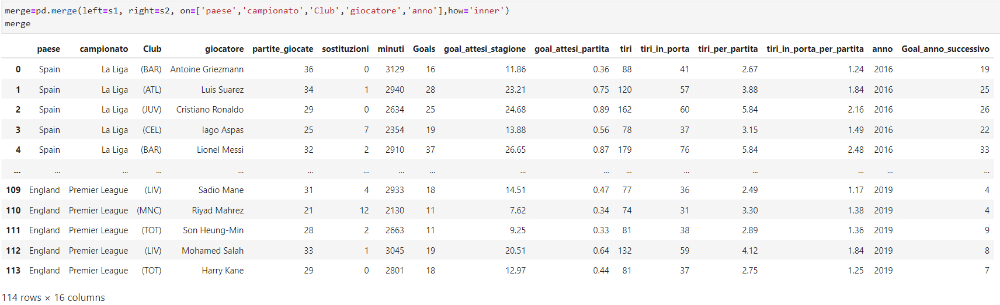 merge=pd.merge(left=s1, right=s2, on=['paese','campionato','Club','giocatore','anno'],how='inner')
merge
paese campionato Club giocatore partite_giocate sostituzioni minuti Goals goal_attesi_stagione goal_attesi_partita tiri tiri_in_porta tiri_per_partita tiri_in_porta_per_partita anno Goal_anno_successivo
0 Spain La Liga (BAR) Antoine Griezmann 36 0 3129 16 11.86 0.36 88 41 2.67 1.24 2016 19
1 Spain La Liga (ATL) Luis Suarez 34 1 2940 28 23.21 0.75 120 57 3.88 1.84 2016 25
2 Spain La Liga (JUV) Cristiano Ronaldo 29 0 2634 25 24.68 0.89 162 60 5.84 2.16 2016 26
3 Spain La Liga (CEL) Iago Aspas 25 7 2354 19 13.88 0.56 78 37 3.15 1.49 2016 22
4 Spain La Liga (BAR) Lionel Messi 32 2 2910 37 26.65 0.87 179 76 5.84 2.48 2016 33
... ... ... ... ... ... ... ... ... ... ... ... ... ... ... ... ...
109 England Premier League (LIV) Sadio Mane 31 4 2933 18 14.51 0.47 77 36 2.49 1.17 2019 4
110 England Premier League (MNC) Riyad Mahrez 21 12 2130 11 7.62 0.34 74 31 3.30 1.38 2019 4
111 England Premier League (TOT) Son Heung-Min 28 2 2663 11 9.25 0.33 81 38 2.89 1.36 2019 9
112 England Premier League (LIV) Mohamed Salah 33 1 3045 19 20.51 0.64 132 59 4.12 1.84 2019 8
113 England Premier League (TOT) Harry Kane 29 0 2801 18 12.97 0.44 81 37 2.75 1.25 2019 7
114 rows × 16 columns